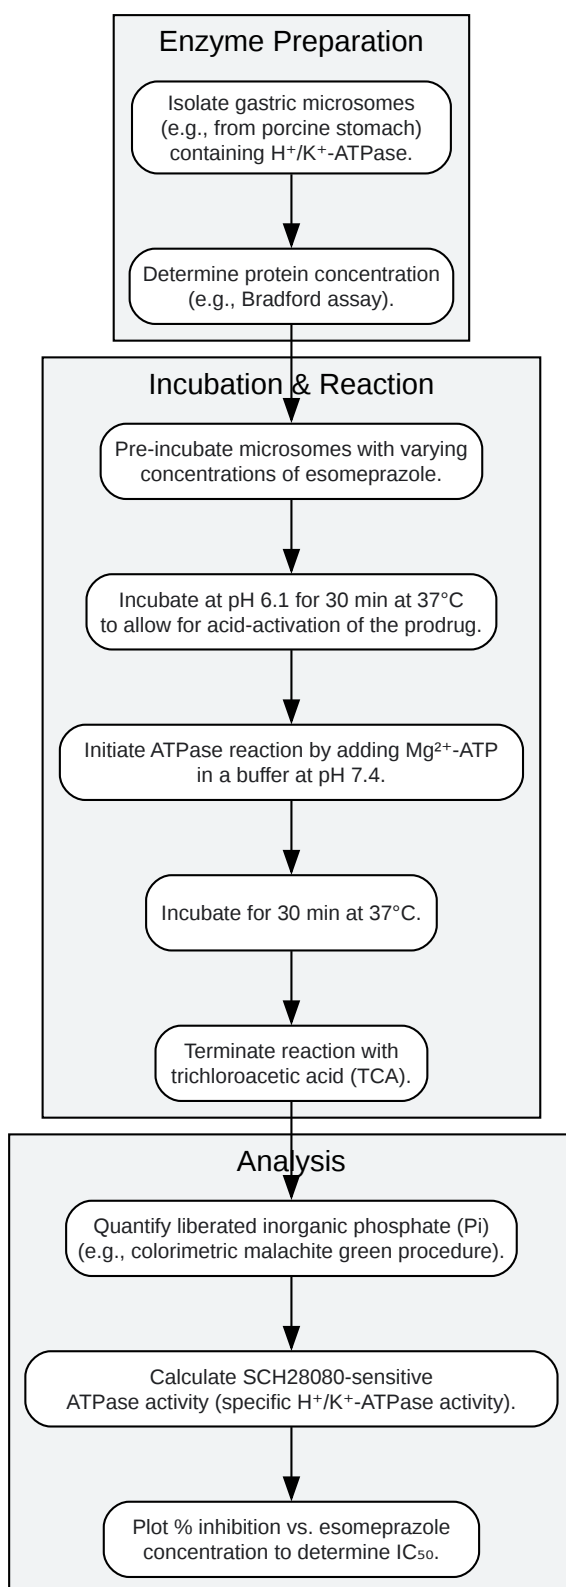 Enzyme Preparation
Isolate gastric microsomes
(e.g., from porcine stomach)
containing H⁺/K⁺-ATPase.
Determine protein concentration
(e.g., Bradford assay).
Incubation & Reaction
Pre-incubate microsomes with varying
concentrations of esomeprazole.
Incubate at pH 6.1 for 30 min at 37°C
to allow for acid-activation of the prodrug.
Initiate ATPase reaction by adding Mg²⁺-ATP
in a buffer at pH 7.4.
Incubate for 30 min at 37°C.
Terminate reaction with
trichloroacetic acid (TCA).
Analysis
Quantify liberated inorganic phosphate (Pi)
(e.g., colorimetric malachite green procedure).
Calculate SCH28080-sensitive
ATPase activity (specific H⁺/K⁺-ATPase activity).
Plot % inhibition vs. esomeprazole
concentration to determine IC₅₀.